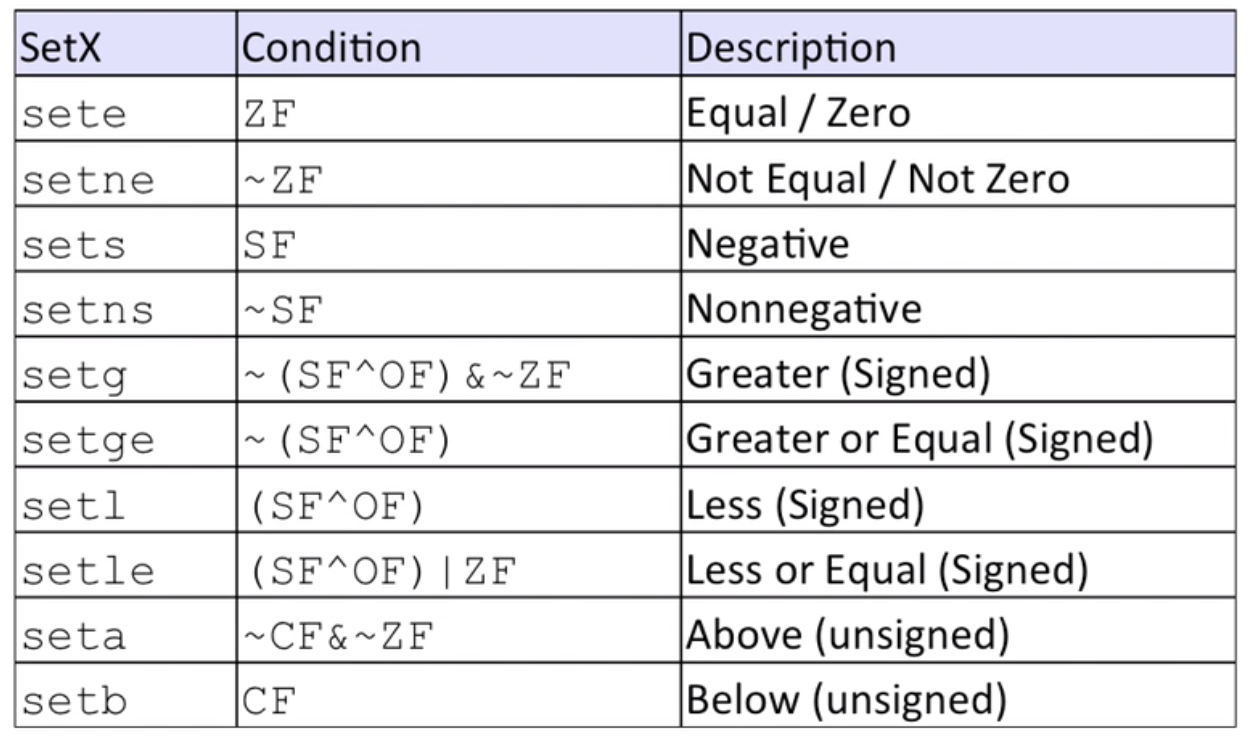 SetX Condition Description
sete ZF Equal / Zero
setne ~ZF Not Equal / Not Zero
sets SF Negative
setns ~SF Nonnegative
setg ~(SF^OF)&~ZF Greater (Signed)
setge ~(SF^OF) Greater or Equal (Signed)
setl (SF^OF) Less (Signed)
setle (SF^OF)|ZF Less or Equal (Signed)
seta ~CF&~ZF Above (unsigned)
setb CF Below (unsigned)